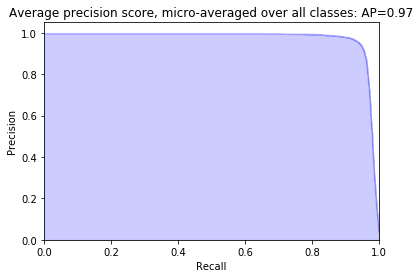 Average precision score, micro-averaged over all classes: AP=0.97
1.0
0.8
0.6
0.4
0.2
0.0
Precision
0.0 0.2 0.4 0.6 0.8 1.0
Recall